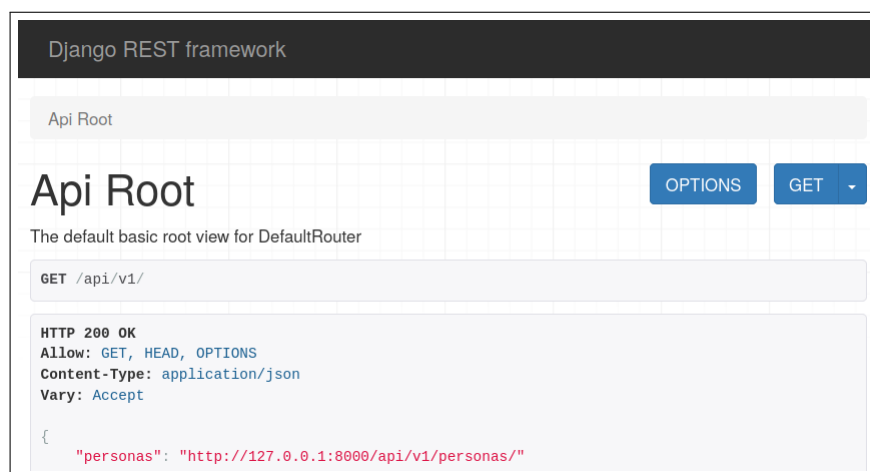 Django REST framework
Api Root
Api Root
OPTIONS
GET
The default basic root view for DefaultRouter
GET /api/v1/
HTTP 200 OK
Allow: GET, HEAD, OPTIONS
Content-Type: application/json
Vary: Accept
{
"personas": "http://127.0.0.1:8000/api/v1/personas/"